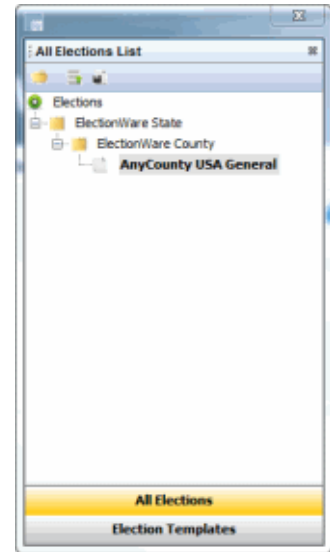 All Elections List
Elections
ElectionWare State
ElectionWare County
AnyCounty USA General
All Elections
Election Templates